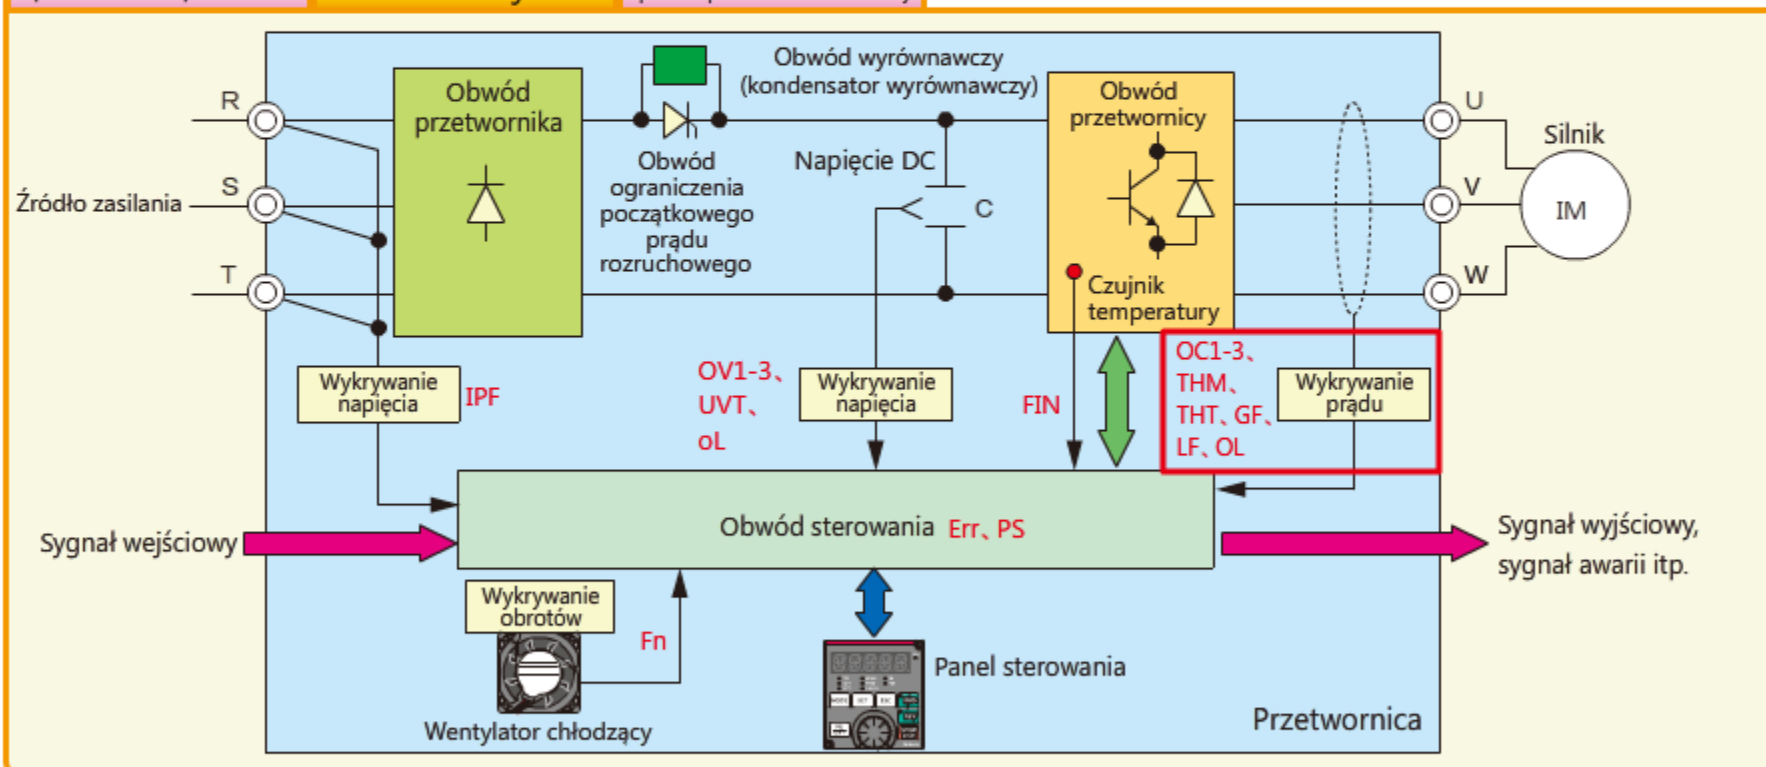 Obwód wyrównawczy
(kondensator wyrównawczy)
Obwód
przetwornika
Obwód
przetwornicy
R
U
Silnik
Obwód
ograniczenia
początkowego
prądu
rozruchowego
Napięcie DC
Źródło zasilania
S
C
V
IM
T
W
Czujnik
temperatury
Wykrywanie
napięcia
IPF
OV1-3、
UVT、
oL
Wykrywanie
napięcia
FIN
OC1-3、
THM、
THT、GF、
LF、OL
Wykrywanie
prądu
Sygnał wejściowy
Obwód sterowania Err、PS
Sygnał wyjściowy,
sygnał awarii itp.
Wykrywanie
obrotów
Fn
Panel sterowania
Wentylator chłodzący
Przetwornica